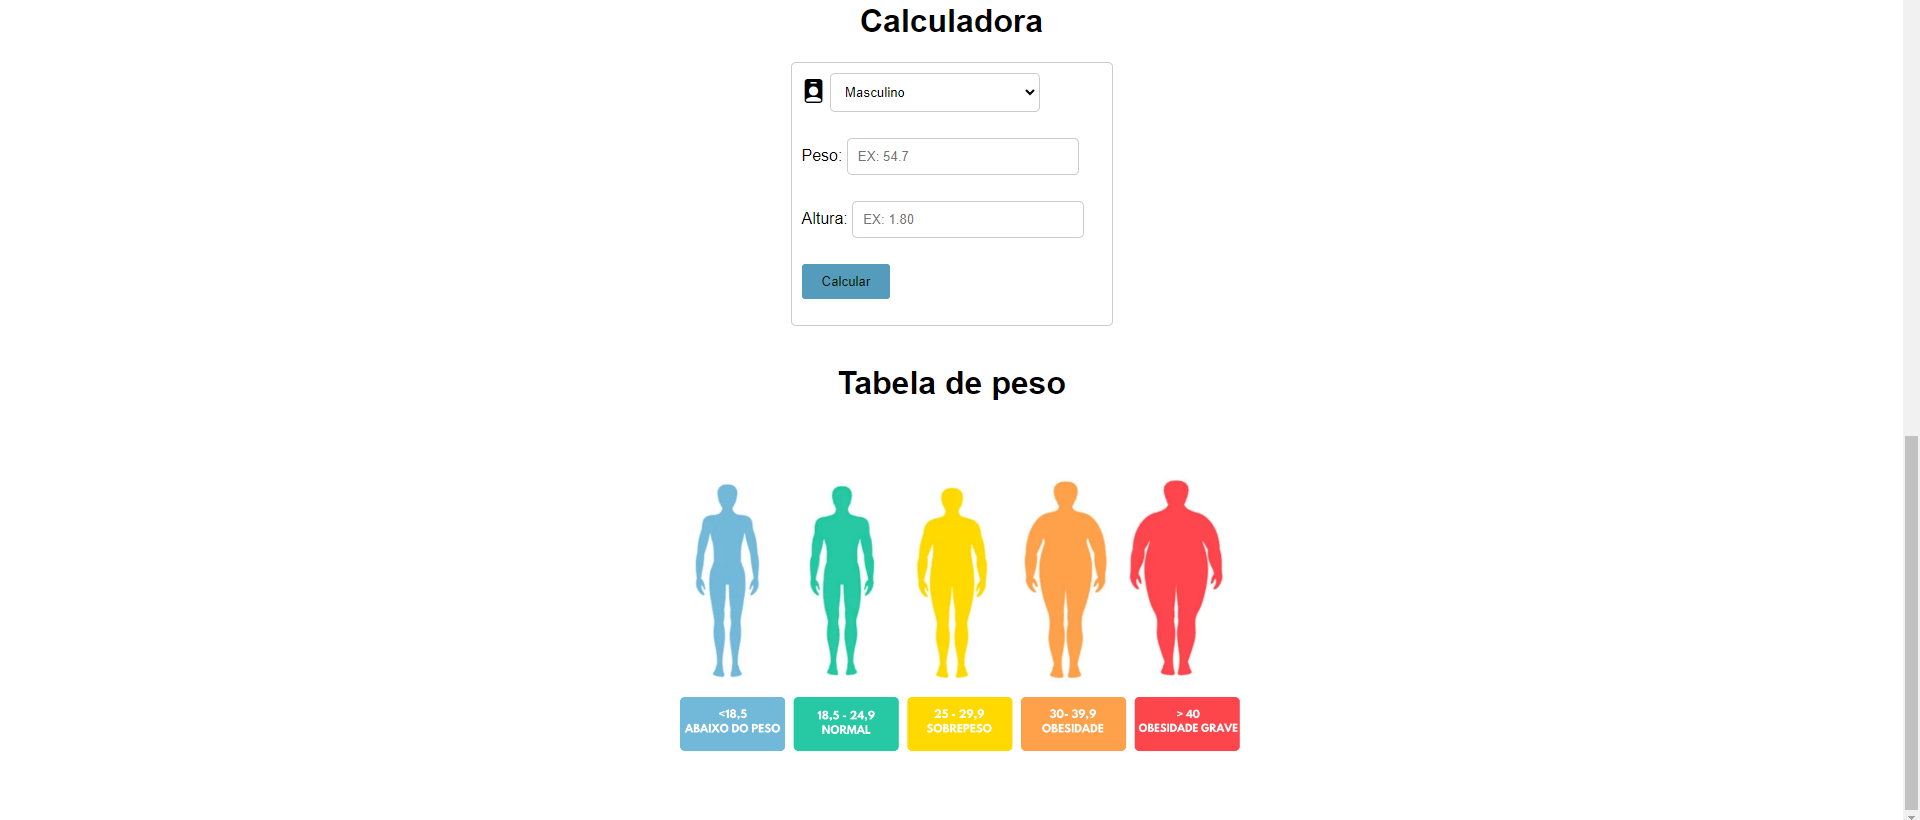 Calculadora
Masculino
Peso: EX: 54.7
Altura: EX: 1.80
Calcular
Tabela de peso
<18,5
ABAIXO DO PESO
18,5 - 24,9
NORMAL
25 - 29,9
SOBREPESO
30- 39,9
OBESIDADE
> 40
OBESIDADE GRAVE